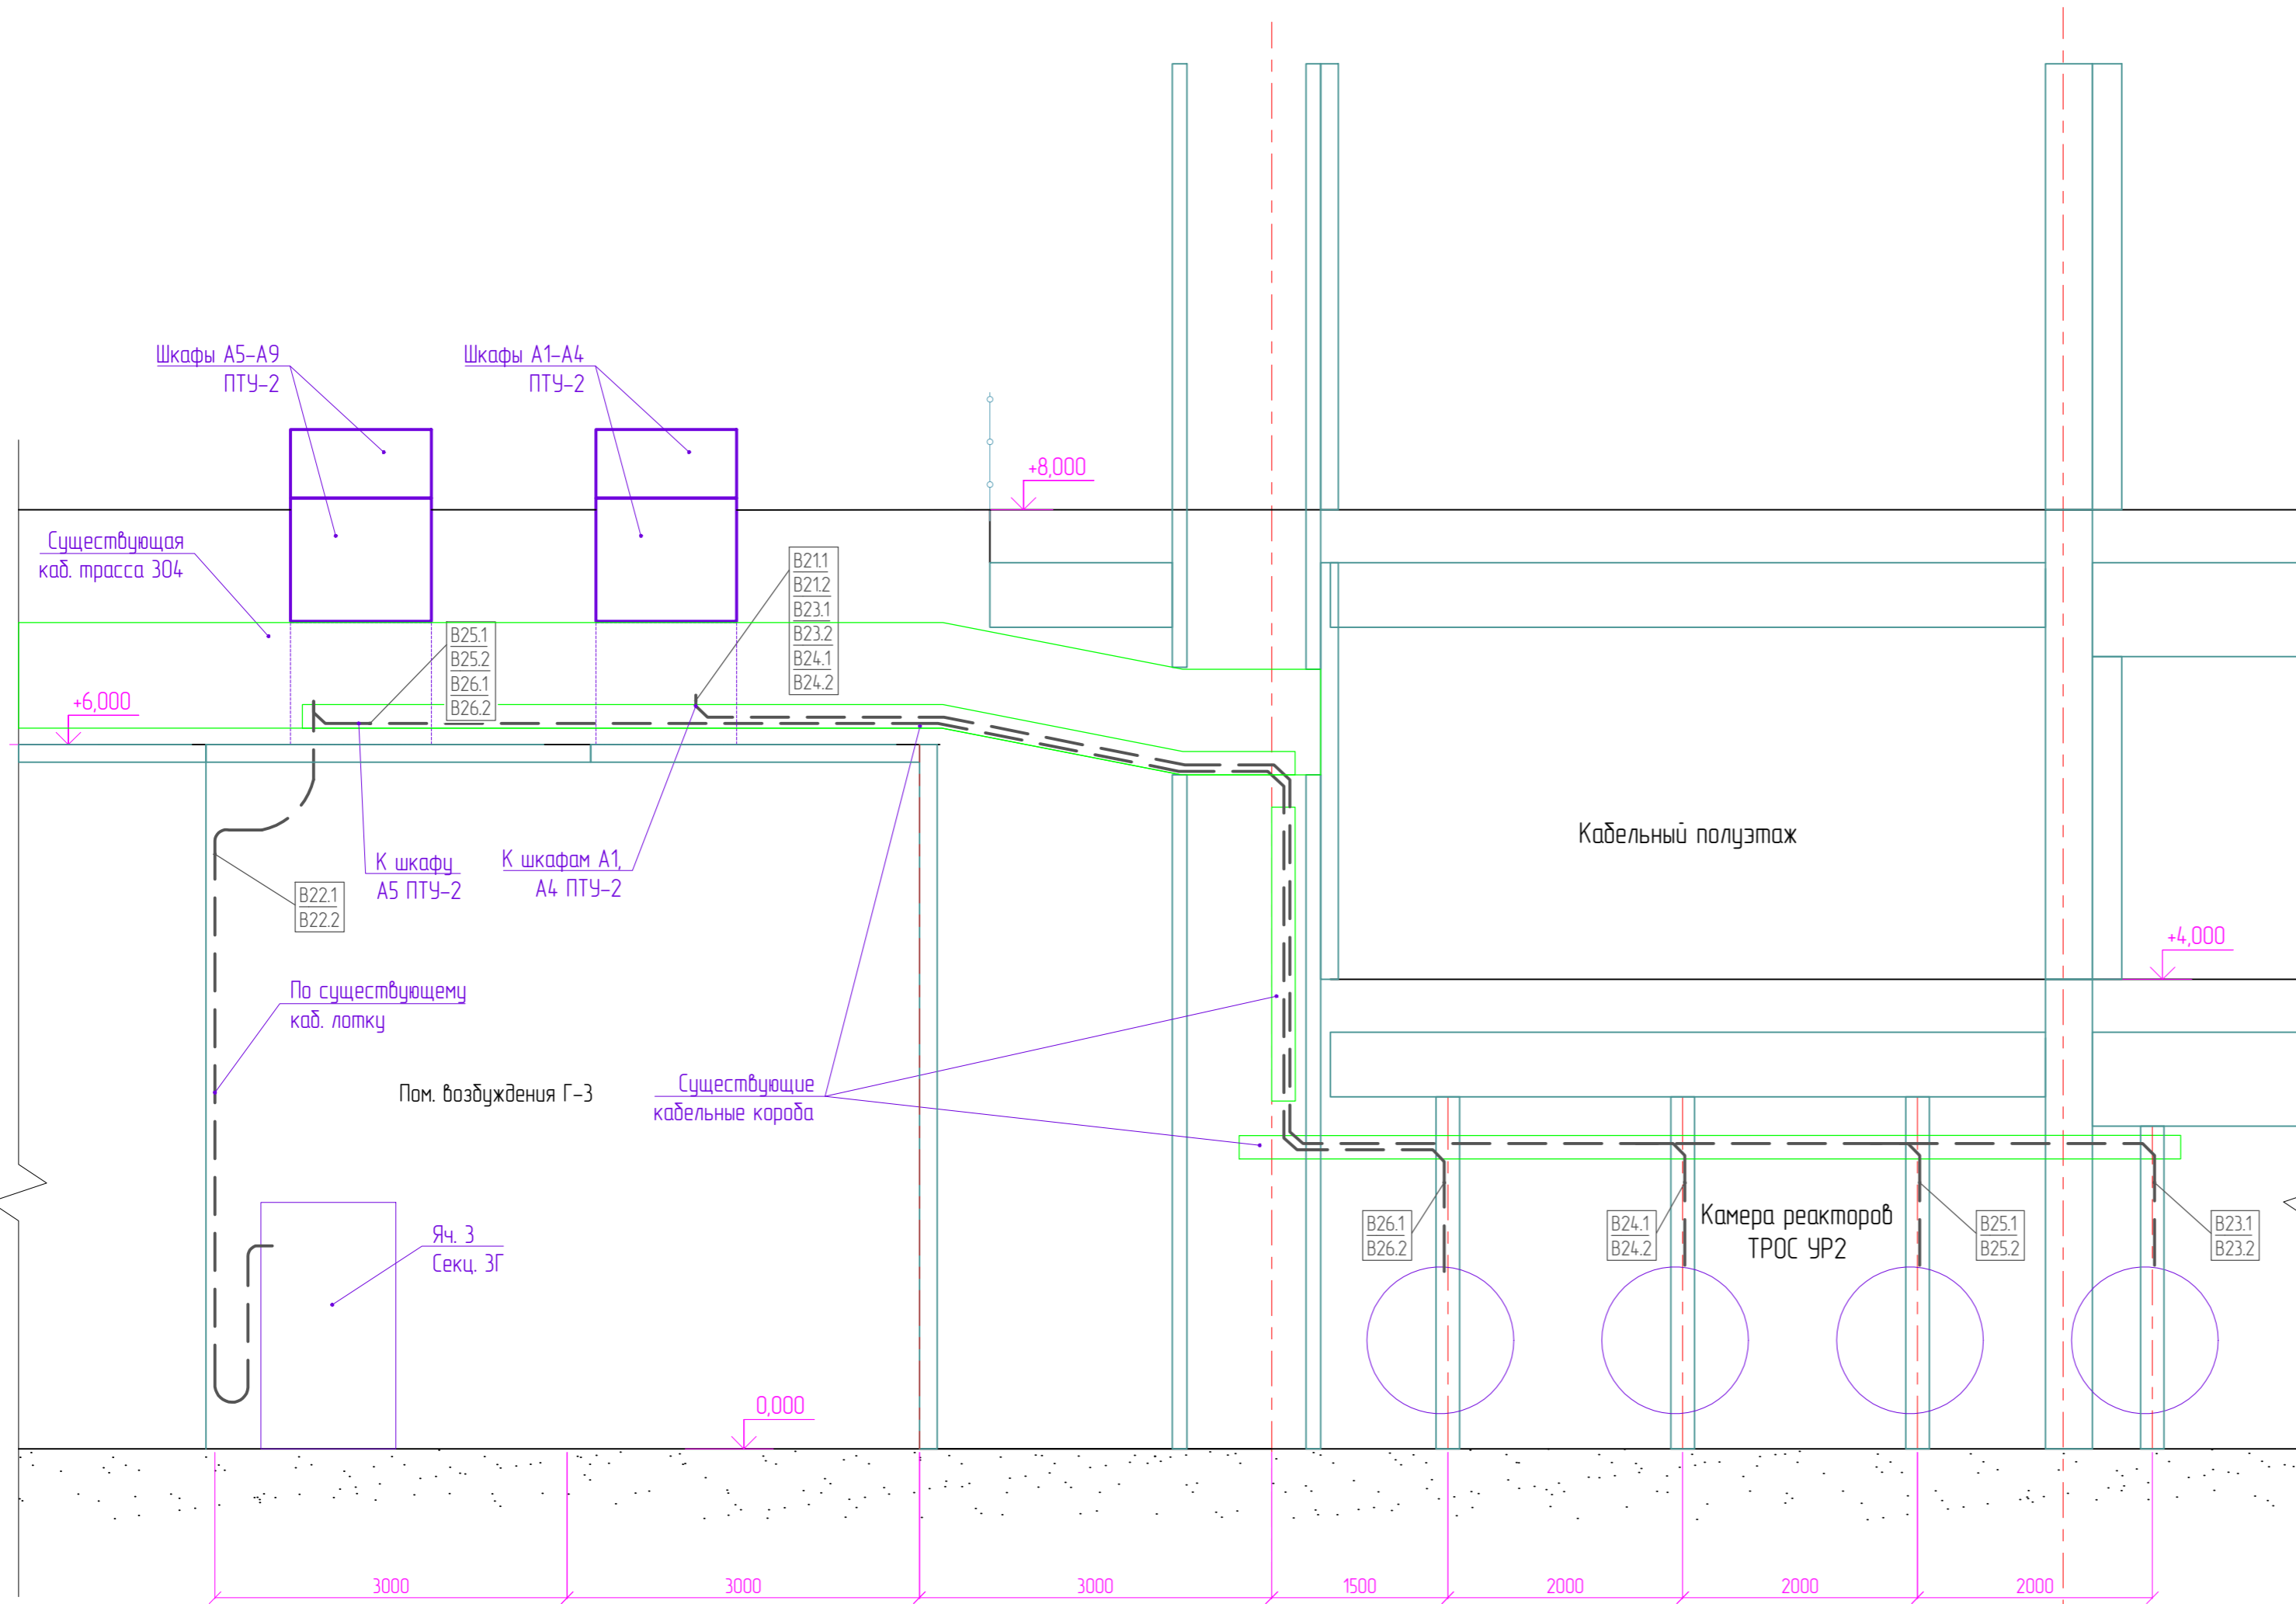 Шкафы А5-А9
ПТУ-2
Шкафы А1-А4
ПТУ-2
+8,000
Существующая
каб. трасса 304
В21.1
В21.2
В23.1
В23.2
В24.1
В24.2
В25.1
В25.2
В26.1
В26.2
+6,000
Кабельный полуэтаж
К шкафу
А5 ПТУ-2
К шкафам А1,
А4 ПТУ-2
В22.1
В22.2
+4,000
По существующему
каб. лотку
Пом. возбуждения Г-3
Существующие
кабельные короба
Камера реакторов
ТРОС УР2
В26.1
В26.2
В24.1
В24.2
В25.1
В25.2
В23.1
В23.2
Яч. 3
Секц. 3Г
0,000
3000
3000
3000
1500
2000
2000
2000